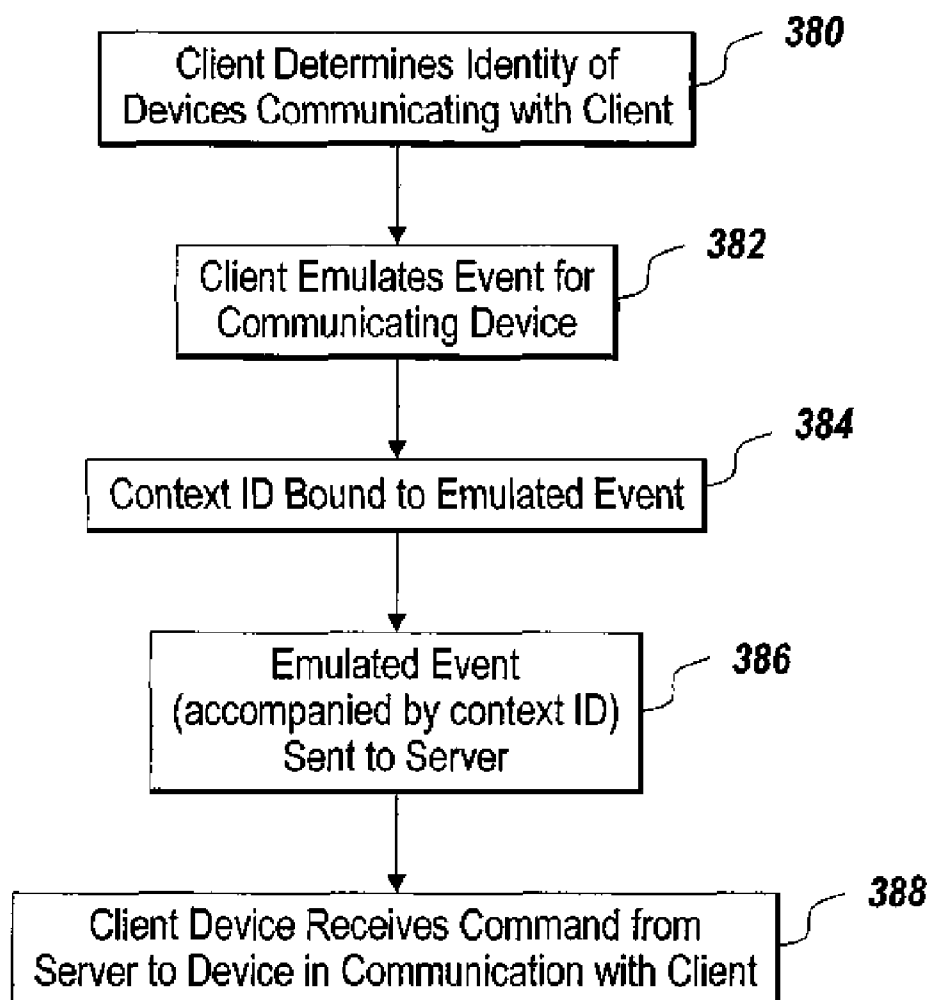 380
Client Determines Identity of
Devices Communicating with Client
382
Client Emulates Event for
Communicating Device
384
Context ID Bound to Emulated Event
386
Emulated Event
(accompanied by context ID)
Sent to Server
388
Client Device Receives Command from
Server to Device in Communication with Client